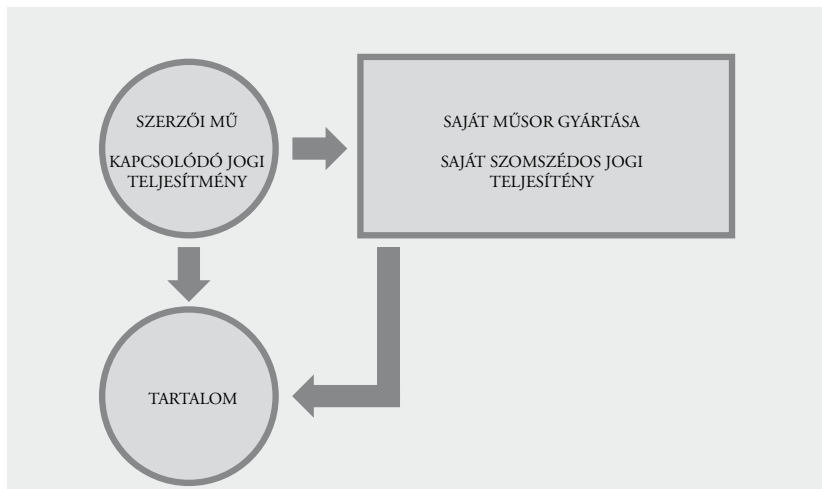 SZERZŐI MŰ
KAPCSOLÓDÓ JOGI
TELJESÍTMÉNY
SAJÁT MŰSOR GYÁRTÁSA
SAJÁT SZOMSZÉDOS JOGI
TELJESÍTÉNY
TARTALOM